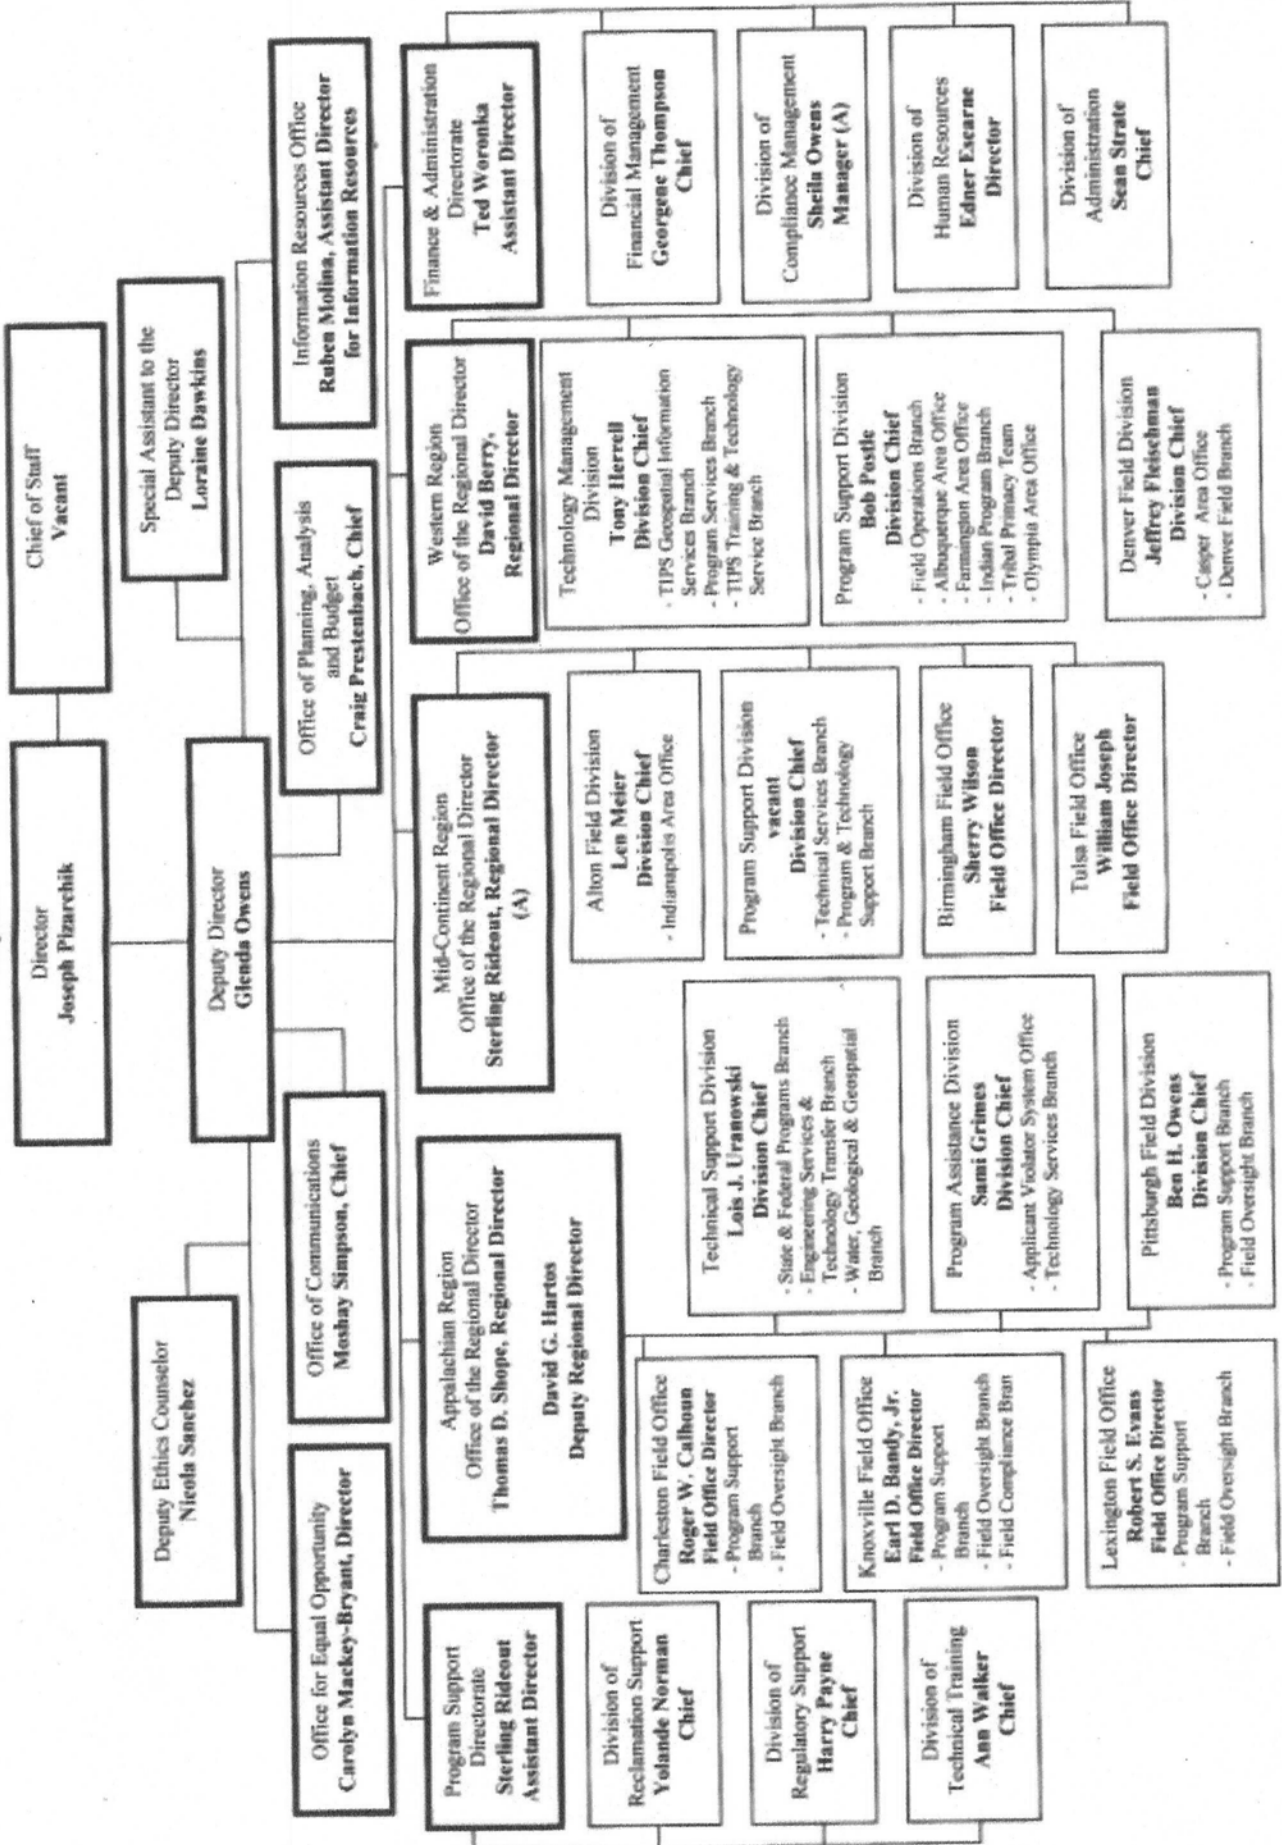 Director
Joseph Pizarchik
Chief of Staff
Vacant
Deputy Ethics Counselor
Nicola Sanchez
Deputy Director
Glenda Owens
Special Assistant to the
Deputy Director
Loraine Dawkins
Office for Equal Opportunity
Carolyn Mackey-Bryant, Director
Office of Communications
Moshay Simpson, Chief
Office of Planning, Analysis
and Budget
Craig Prestenbach, Chief
Information Resources Office
Ruben Molina, Assistant Director
for Information Resources
Program Support
Directorate
Sterling Rideout
Assistant Director
Division of
Reclamation Support
Yolande Norman
Chief
Division of
Regulatory Support
Harry Payne
Chief
Division of
Technical Training
Ann Walker
Chief
Appalachian Region
Office of the Regional Director
Thomas D. Shope, Regional Director
David G. Hartos
Deputy Regional Director
Charleston Field Office
Roger W. Calhoun
Field Office Director
- Program Support
Branch
- Field Oversight Branch
Knoxville Field Office
Earl D. Bandy, Jr.
Field Office Director
- Program Support
Branch
- Field Oversight Branch
- Field Compliance Bran
Lexington Field Office
Robert S. Evans
Field Office Director
- Program Support
Branch
- Field Oversight Branch
Technical Support Division
Lois J. Uranowski
Division Chief
- State & Federal Programs Branch
- Engineering Services &
Technology Transfer Branch
- Water, Geological & Geospatial
Branch
Program Assistance Division
Sami Grimes
Division Chief
- Applicant Violator System Office
- Technology Services Branch
Pittsburgh Field Division
Ben H. Owens
Division Chief
- Program Support Branch
- Field Oversight Branch
Mid-Continent Region
Office of the Regional Director
Sterling Rideout, Regional Director
(A)
Alton Field Division
Len Meier
Division Chief
- Indianapolis Area Office
Program Support Division
vacant
Division Chief
- Technical Services Branch
- Program & Technology
Support Branch
Birmingham Field Office
Sherry Wilson
Field Office Director
Tulsa Field Office
William Joseph
Field Office Director
Western Region
Office of the Regional Director
David Berry,
Regional Director
Technology Management
Division
Tony Herrell
Division Chief
- TIPS Geospatial Information
Services Branch
- Program Services Branch
- TIPS Training & Technology
Service Branch
Program Support Division
Bob Postle
Division Chief
- Field Operations Branch
- Albuquerque Area Office
- Farmington Area Office
- Indian Program Branch
- Tribal Primacy Team
- Olympia Area Office
Denver Field Division
Jeffrey Fleischman
Division Chief
- Casper Area Office
- Denver Field Branch
Finance & Administration
Directorate
Ted Woronka
Assistant Director
Division of
Financial Management
Georgene Thompson
Chief
Division of
Compliance Management
Sheila Owens
Manager (A)
Division of
Human Resources
Edner Escarne
Director
Division of
Administration
Sean Strate
Chief